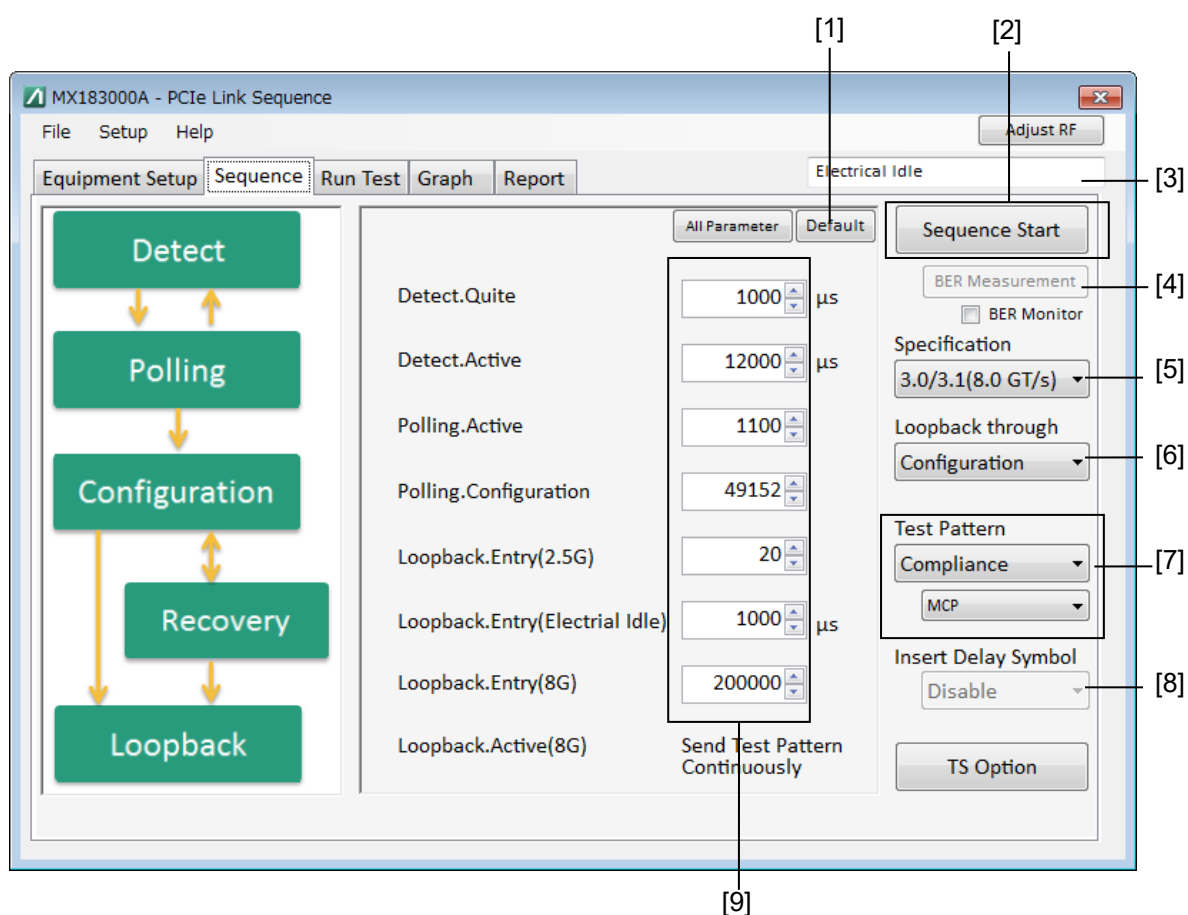 [1]
[2]
MX183000A - PCIe Link Sequence
File Setup Help
Adjust RF
Equipment Setup Sequence Run Test Graph Report
Electrical Idle
[3]
Detect
Polling
Configuration
Recovery
Loopback
All Parameter Default
Detect.Quite 1000 µs
Detect.Active 12000 µs
Polling.Active 1100
Polling.Configuration 49152
Loopback.Entry(2.5G) 20
Loopback.Entry(Electrial Idle) 1000 µs
Loopback.Entry(8G) 200000
Loopback.Active(8G) Send Test Pattern
Continuously
Sequence Start
BER Measurement
[4]
BER Monitor
Specification
3.0/3.1(8.0 GT/s)
[5]
Loopback through
Configuration
[6]
Test Pattern
Compliance
[7]
MCP
Insert Delay Symbol
Disable
[8]
TS Option
[9]